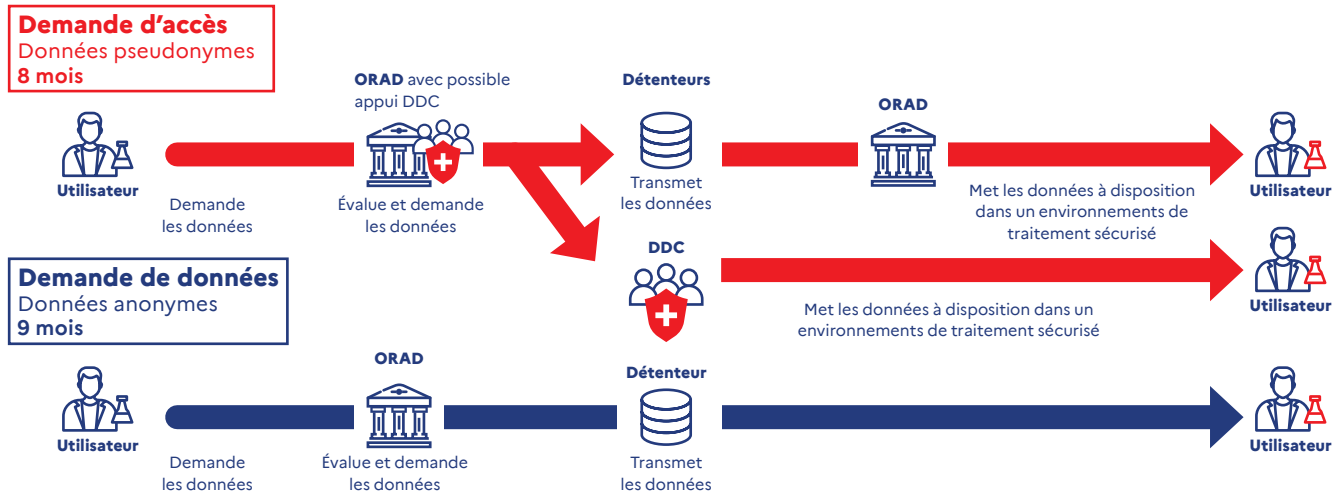 Demande d'accès
Données pseudonymes
8 mois
ORAD avec possible
appui DDC
Détenteurs
ORAD
Utilisateur
Demande
les données
Évalue et demande
les données
Transmet
les données
Met les données à disposition
dans un environnements de
traitement sécurisé
Utilisateur
DDC
Met les données à disposition dans un
environnements de traitement sécurisé
Utilisateur
Demande de données
Données anonymes
9 mois
ORAD
Détenteur
Utilisateur
Demande
les données
Évalue et demande
les données
Transmet
les données
Utilisateur